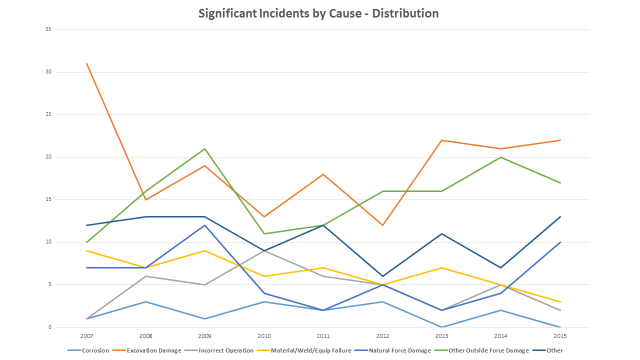 Significant Incidents by Cause - Distribution
35
30
25
20
15
10
5
0
2007 2008 2009 2010 2011 2012 2013 2014 2015
Corrosion Excavation Damage Incorrect Operation Material/Weld/Equip Failure Natural Force Damage Other Outside Force Damage Other